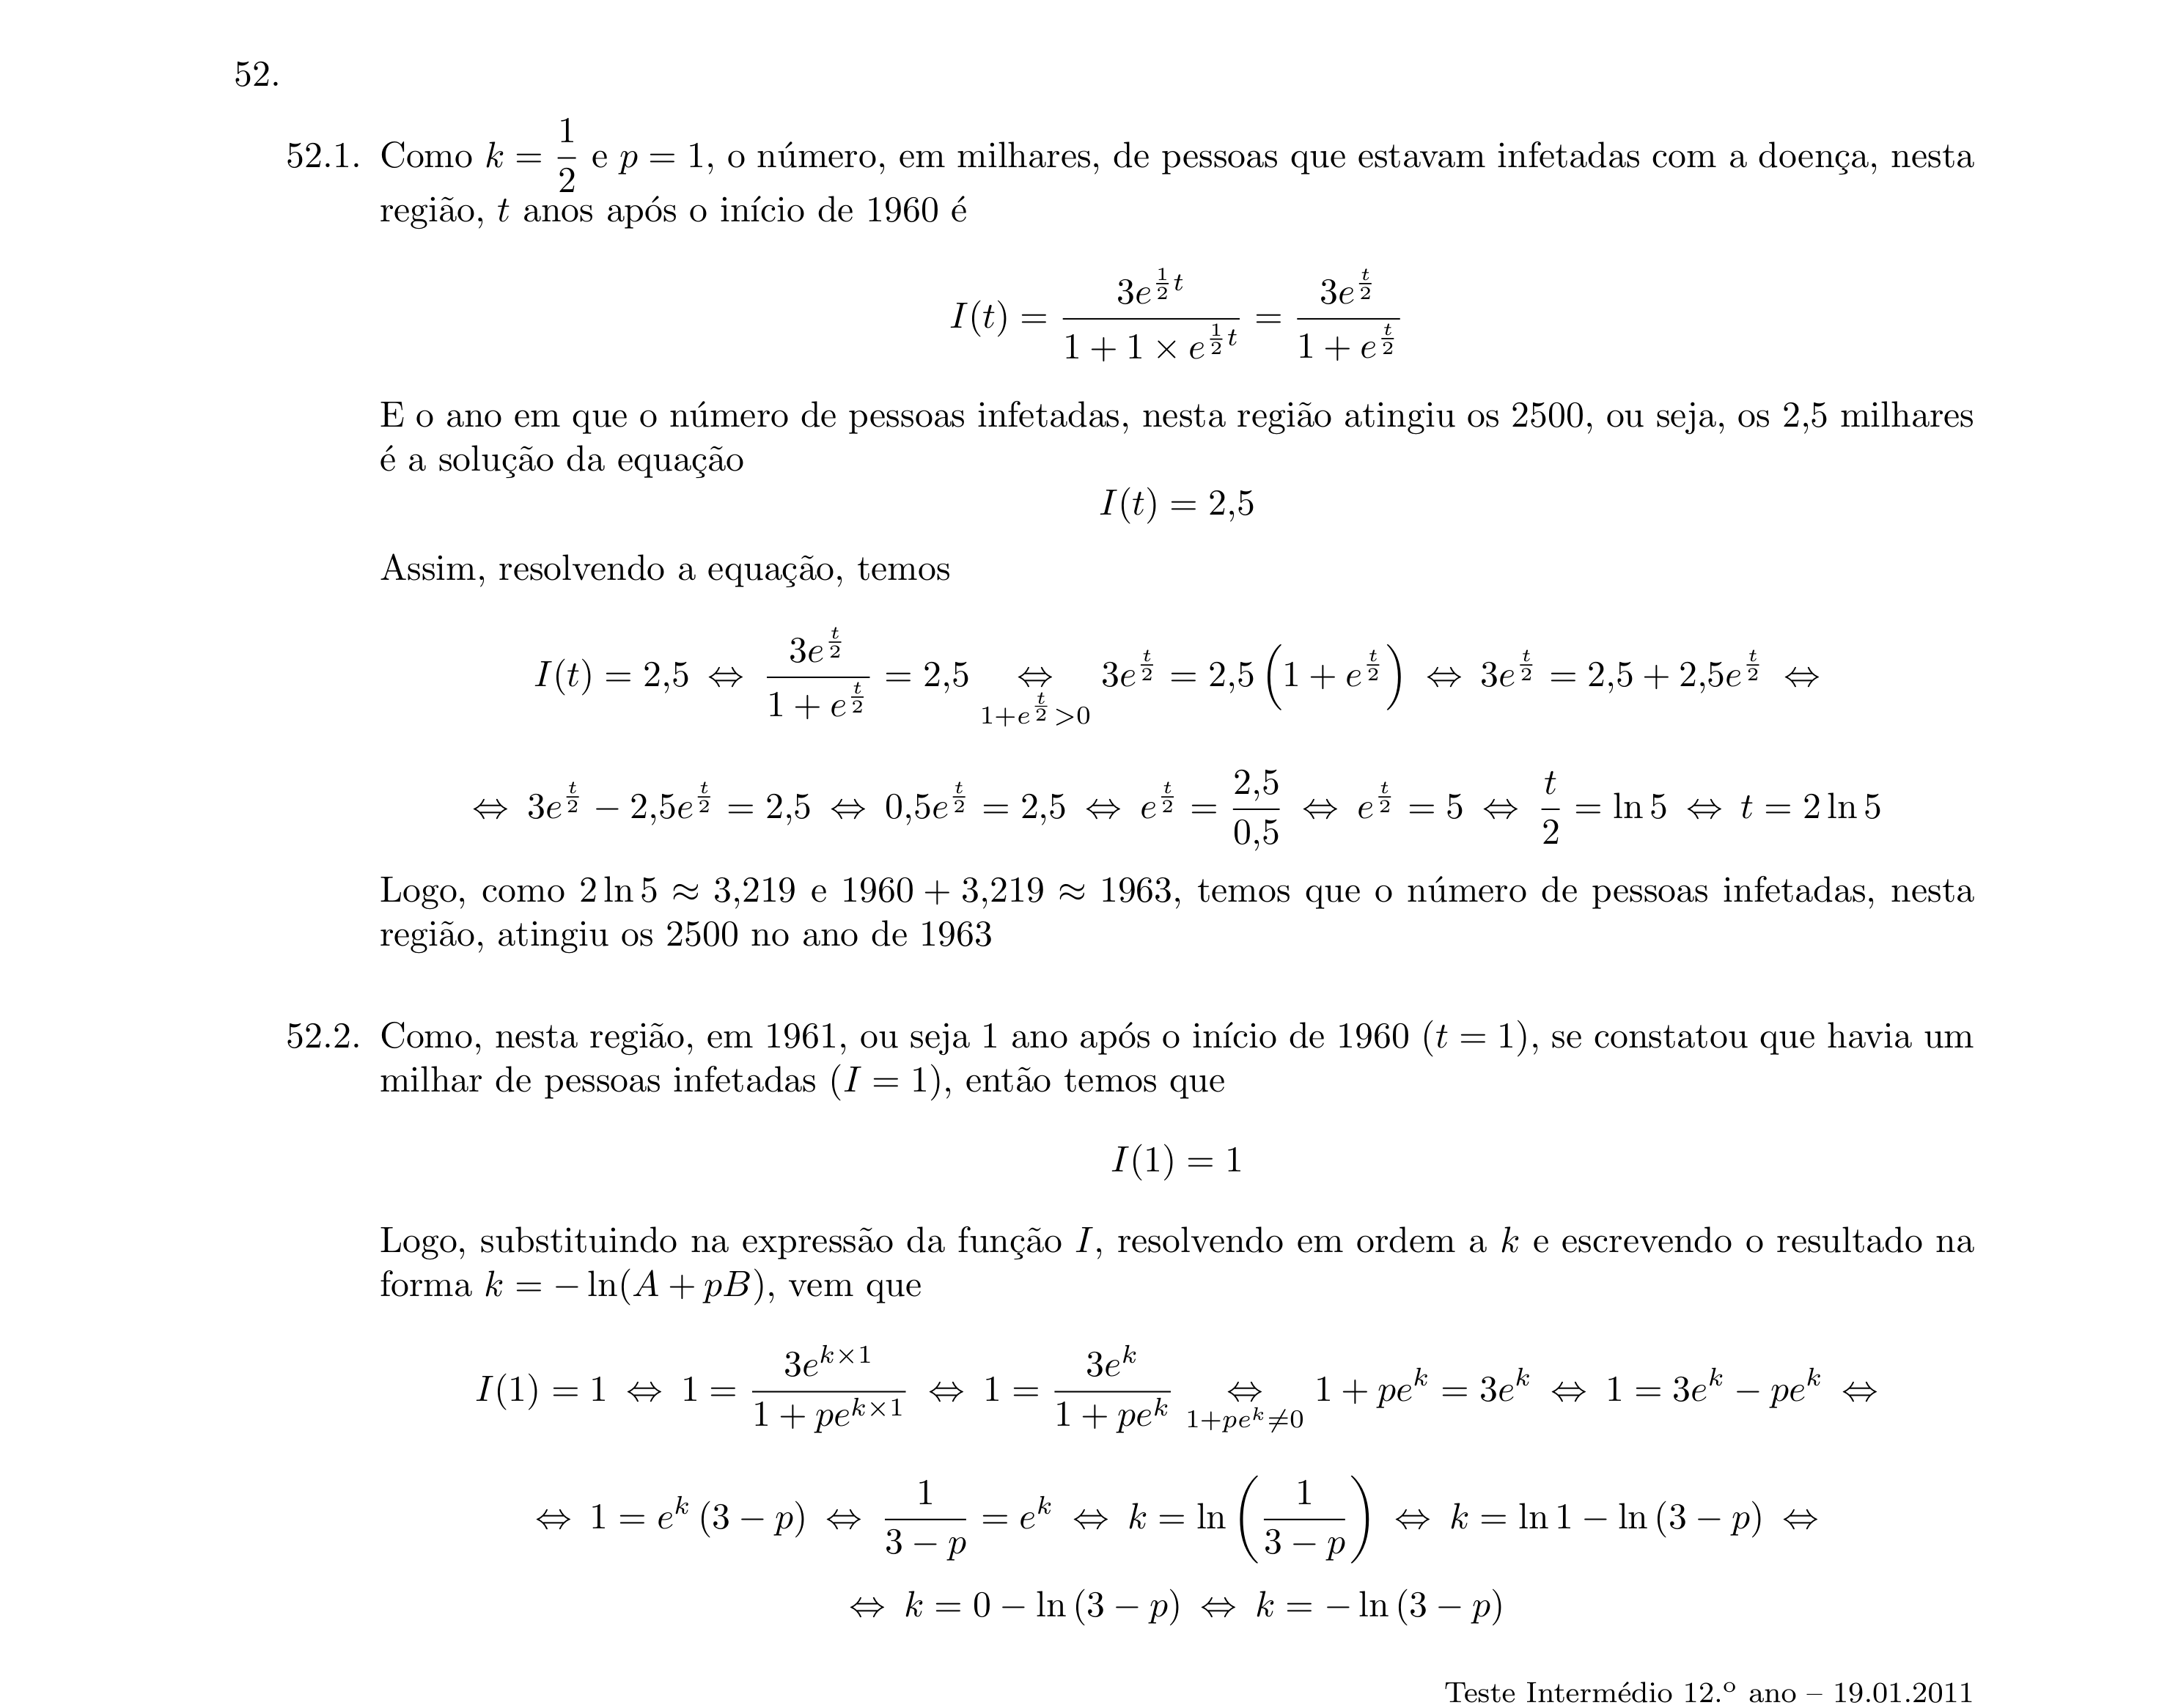 52.
52.1. Como $k = \dfrac{1}{2}$ e $p = 1$, o número, em milhares, de pessoas que estavam infetadas com a doença, nesta
região, $t$ anos após o início de 1960 é
$I(t) = \dfrac{3e^{\frac{1}{2}t}}{1 + 1 \times e^{\frac{1}{2}t}} = \dfrac{3e^{\frac{t}{2}}}{1 + e^{\frac{t}{2}}}$
E o ano em que o número de pessoas infetadas, nesta região atingiu os 2500, ou seja, os 2,5 milhares
é a solução da equação
$I(t) = 2{,}5$
Assim, resolvendo a equação, temos
$I(t) = 2{,}5 \Leftrightarrow \dfrac{3e^{\frac{t}{2}}}{1 + e^{\frac{t}{2}}} = 2{,}5 \underset{1+e^{\frac{t}{2}}>0}{\Leftrightarrow} 3e^{\frac{t}{2}} = 2{,}5\left(1 + e^{\frac{t}{2}}\right) \Leftrightarrow 3e^{\frac{t}{2}} = 2{,}5 + 2{,}5e^{\frac{t}{2}} \Leftrightarrow$
$\Leftrightarrow 3e^{\frac{t}{2}} - 2{,}5e^{\frac{t}{2}} = 2{,}5 \Leftrightarrow 0{,}5e^{\frac{t}{2}} = 2{,}5 \Leftrightarrow e^{\frac{t}{2}} = \dfrac{2{,}5}{0{,}5} \Leftrightarrow e^{\frac{t}{2}} = 5 \Leftrightarrow \dfrac{t}{2} = \ln 5 \Leftrightarrow t = 2\ln 5$
Logo, como $2\ln 5 \approx 3{,}219$ e $1960 + 3{,}219 \approx 1963$, temos que o número de pessoas infetadas, nesta
região, atingiu os 2500 no ano de 1963
52.2. Como, nesta região, em 1961, ou seja 1 ano após o início de 1960 ($t = 1$), se constatou que havia um
milhar de pessoas infetadas ($I = 1$), então temos que
$I(1) = 1$
Logo, substituindo na expressão da função $I$, resolvendo em ordem a $k$ e escrevendo o resultado na
forma $k = -\ln(A + pB)$, vem que
$I(1) = 1 \Leftrightarrow 1 = \dfrac{3e^{k \times 1}}{1 + pe^{k \times 1}} \Leftrightarrow 1 = \dfrac{3e^k}{1 + pe^k} \underset{1+pe^k \neq 0}{\Leftrightarrow} 1 + pe^k = 3e^k \Leftrightarrow 1 = 3e^k - pe^k \Leftrightarrow$
$\Leftrightarrow 1 = e^k(3 - p) \Leftrightarrow \dfrac{1}{3 - p} = e^k \Leftrightarrow k = \ln\left(\dfrac{1}{3 - p}\right) \Leftrightarrow k = \ln 1 - \ln(3 - p) \Leftrightarrow$
$\Leftrightarrow k = 0 - \ln(3 - p) \Leftrightarrow k = -\ln(3 - p)$
Teste Intermédio 12.º ano – 19.01.2011